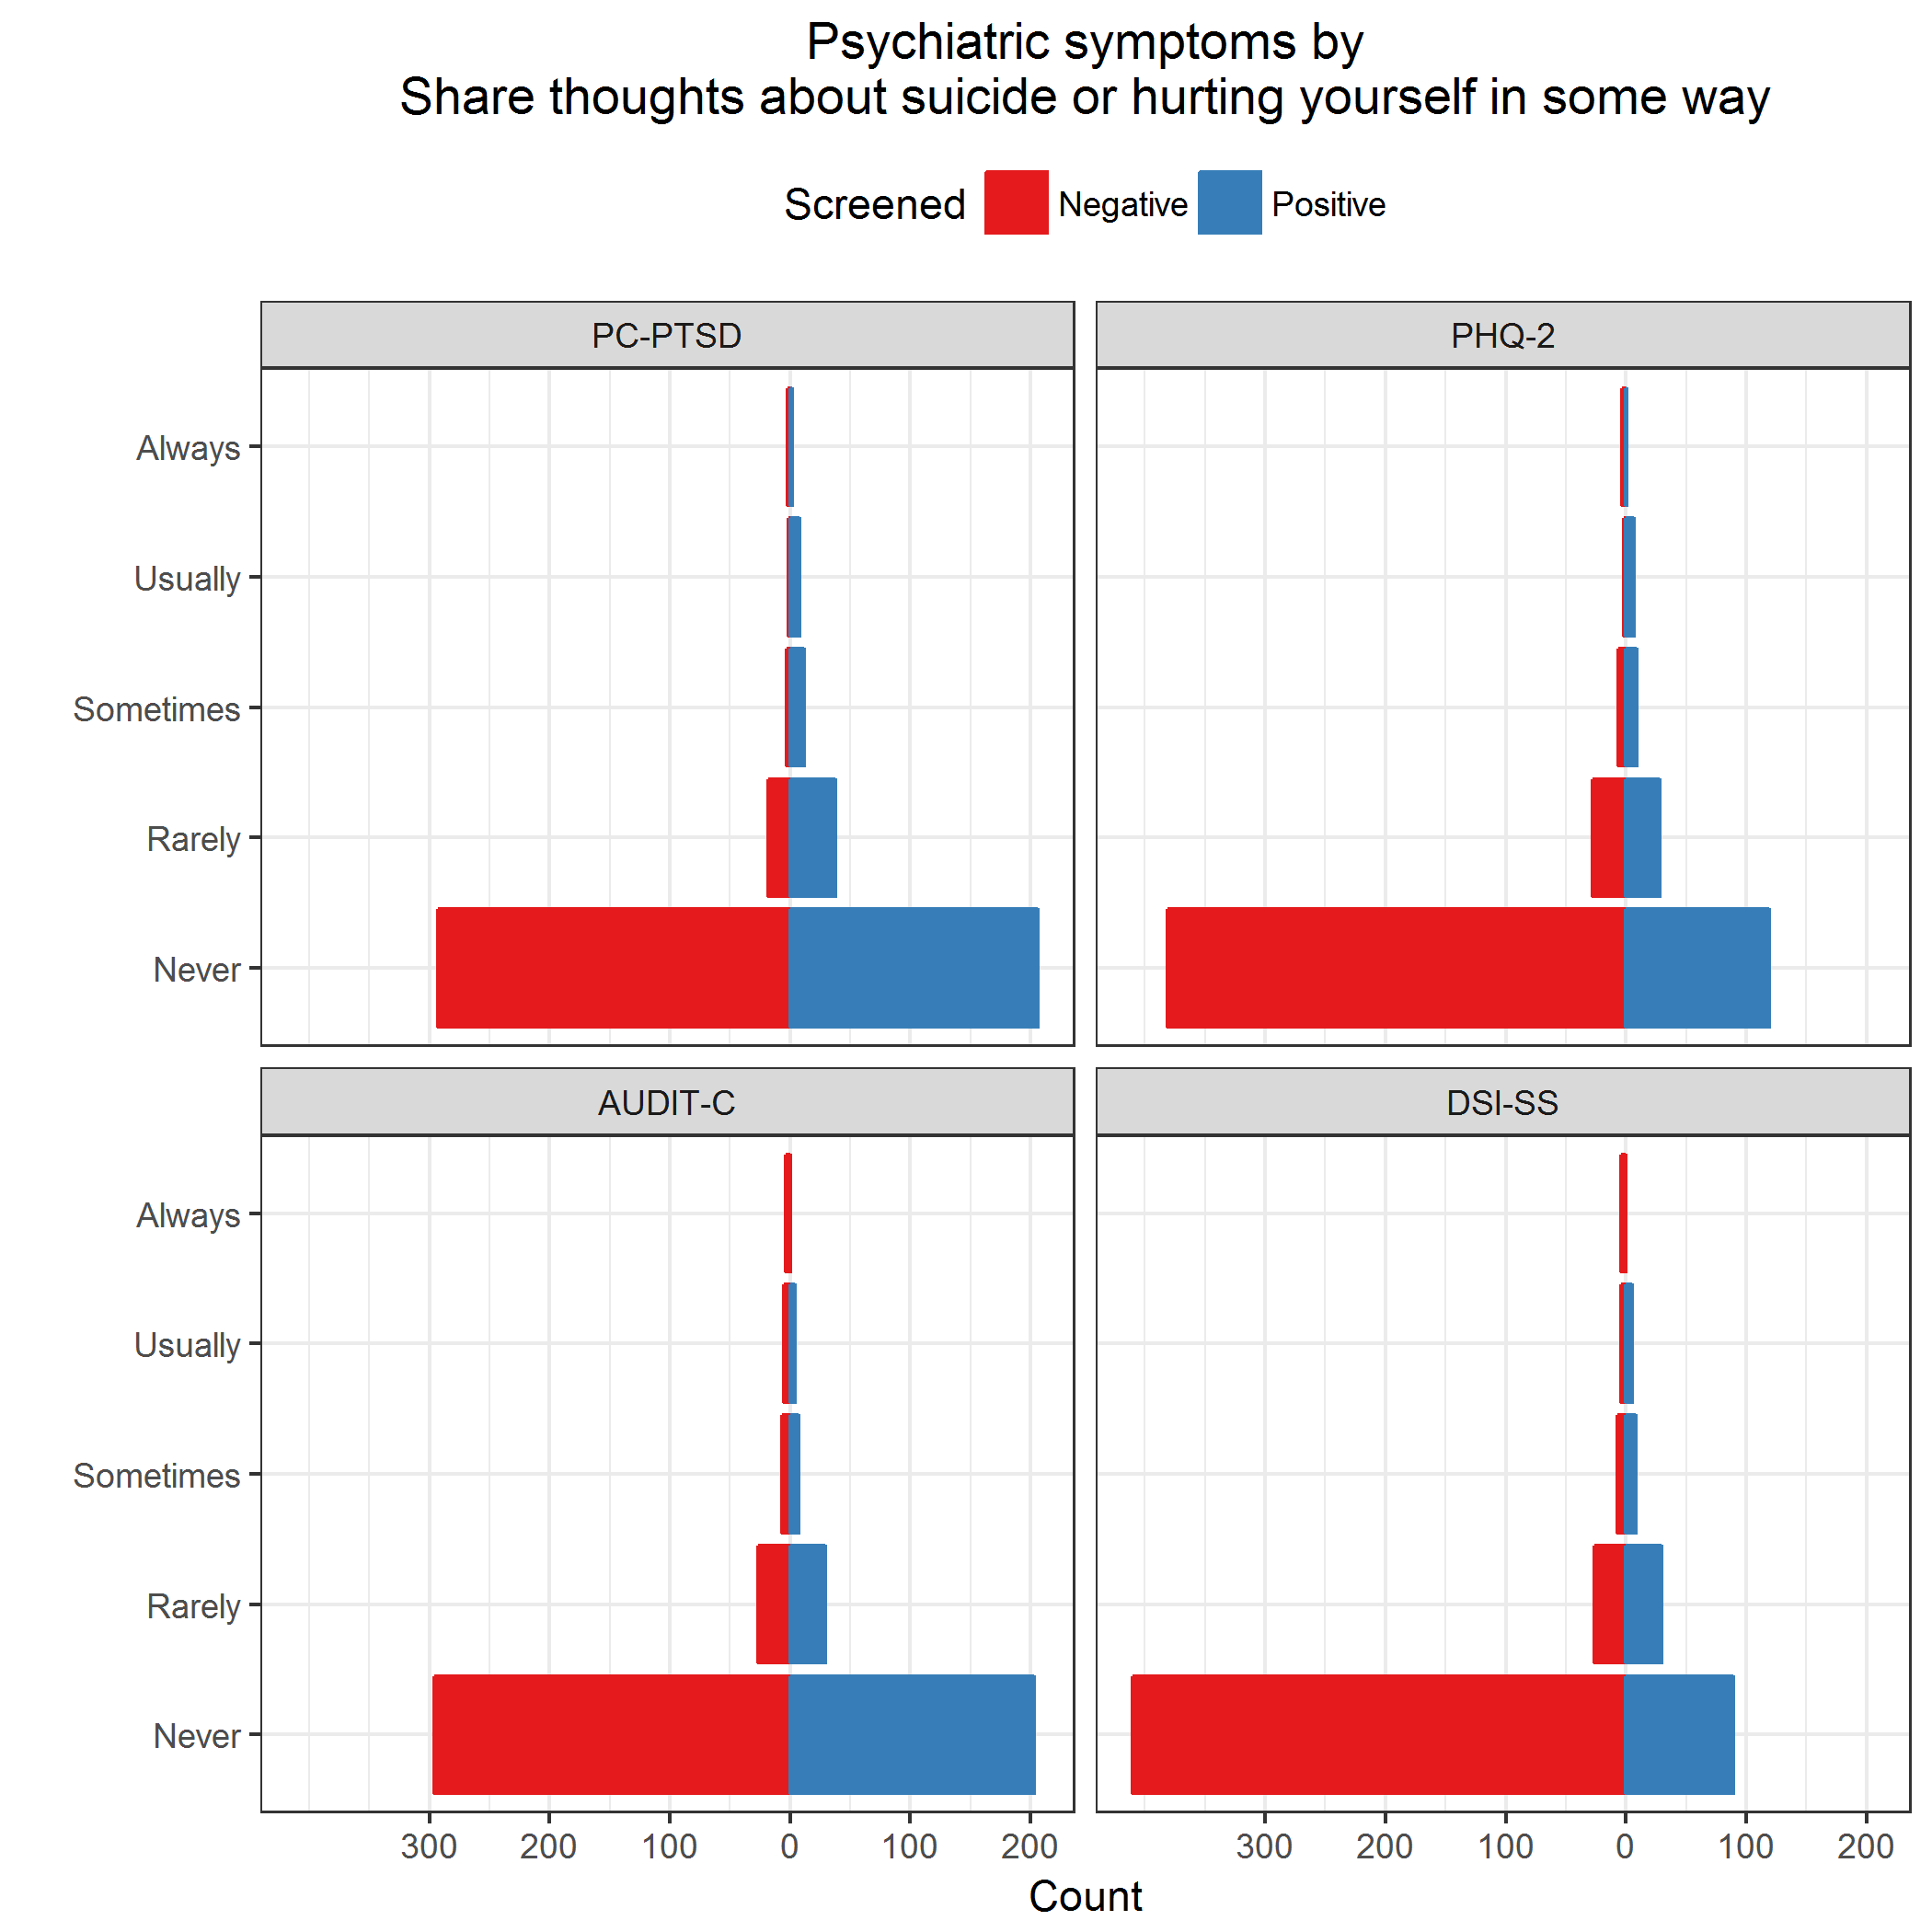 Psychiatric symptoms by
Share thoughts about suicide or hurting yourself in some way
Screened Negative Positive
PC-PTSD PHQ-2
Always
Usually
Sometimes
Rarely
Never
AUDIT-C DSI-SS
Always
Usually
Sometimes
Rarely
Never
300 200 100 0 100 200 300 200 100 0 100 200
Count